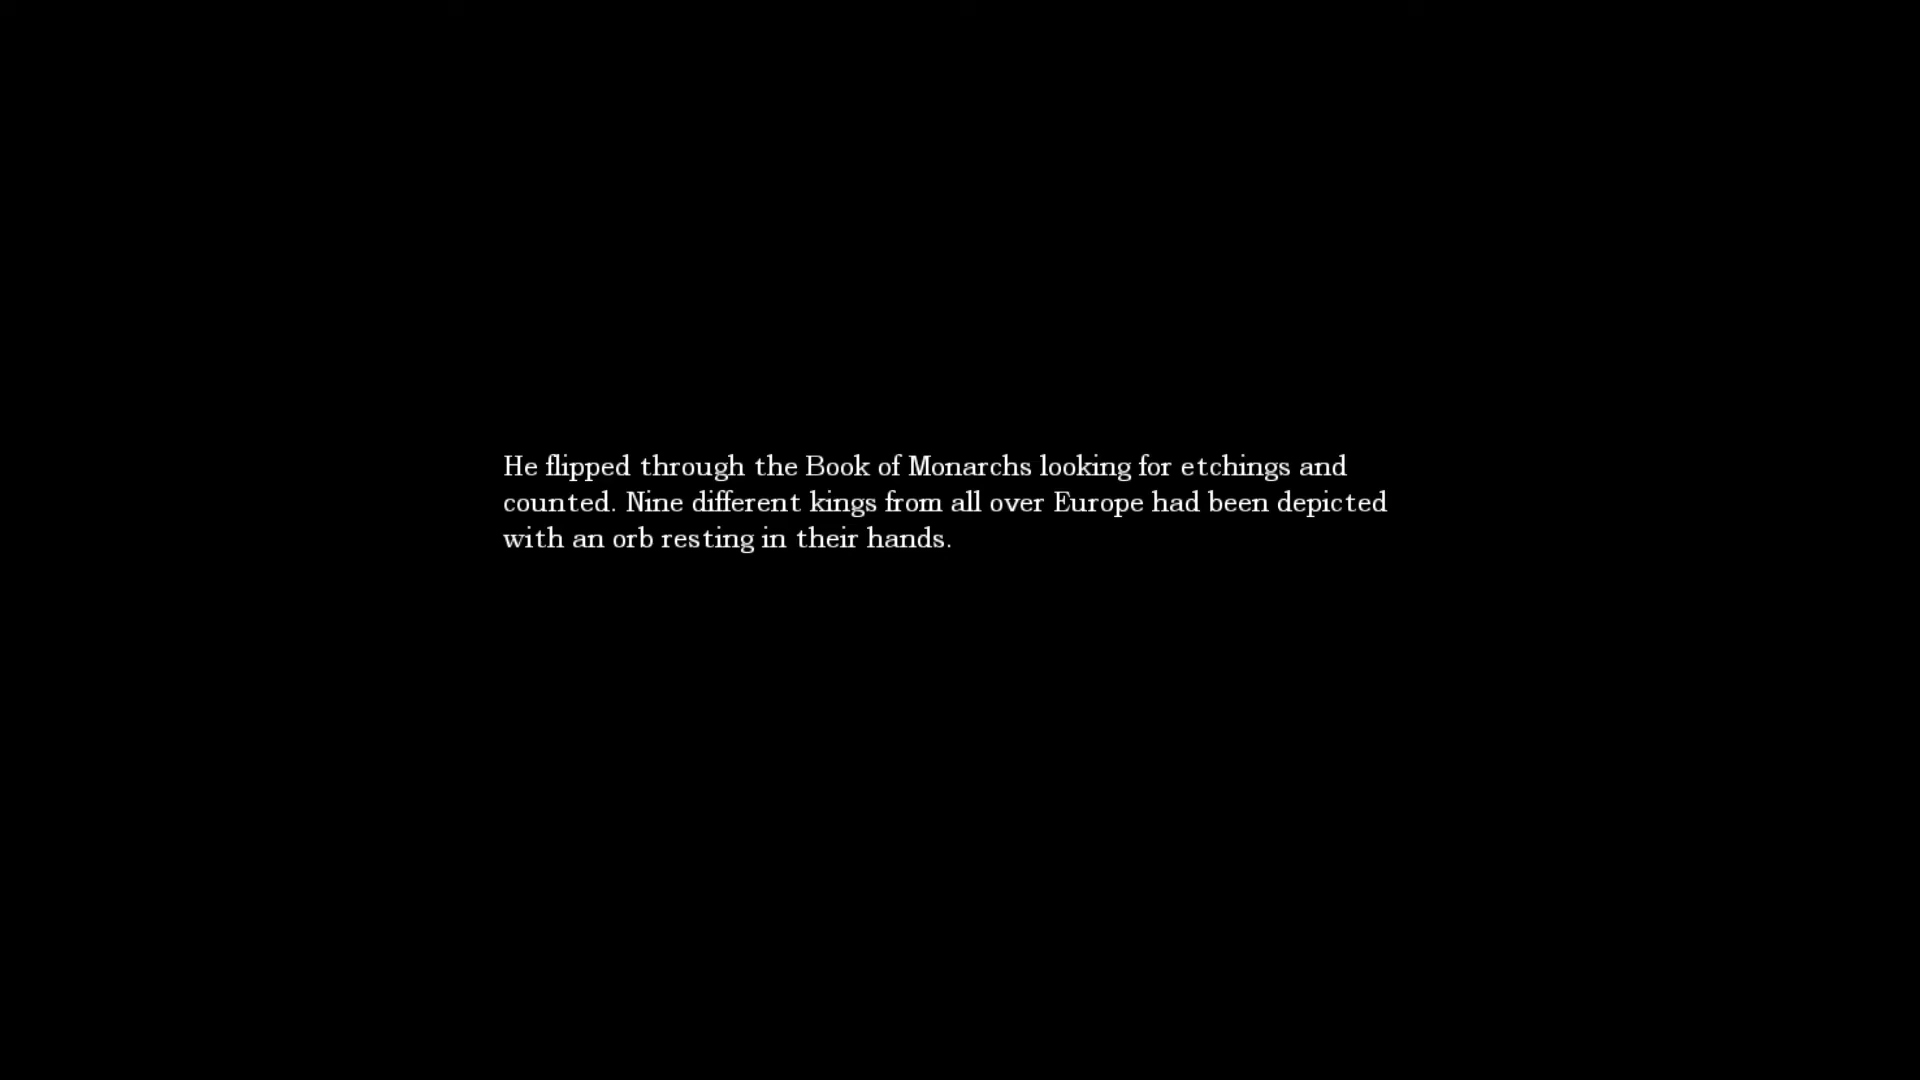 He flipped through the Book of Monarchs looking for etchings and
counted. Nine different kings from all over Europe had been depicted
with an orb resting in their hands.